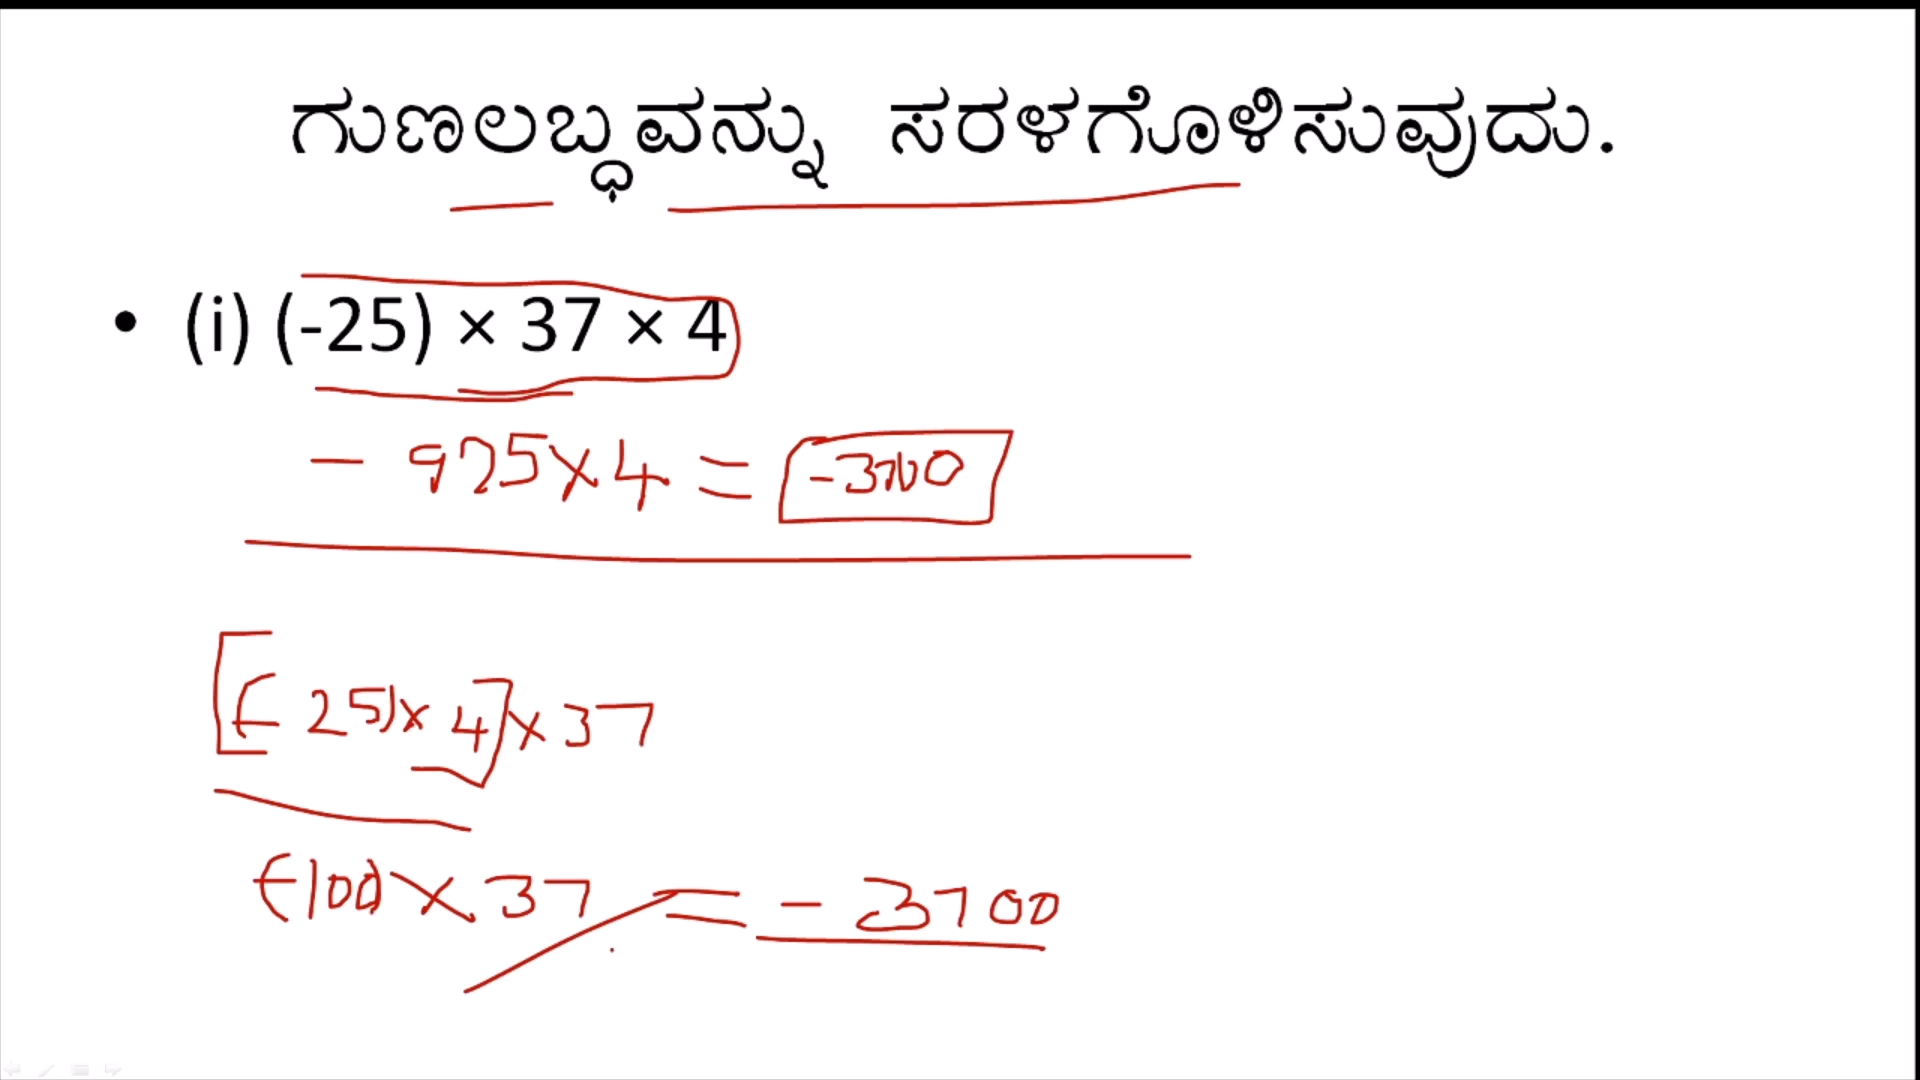 ಗುಣಲಬ್ಧವನ್ನು ಸರಳಗೊಳಿಸುವುದು.
• (i) (-25) × 37 × 4
- 925 × 4 = -3700
[(-25) × 4] × 37
(-100) × 37 = - 3700